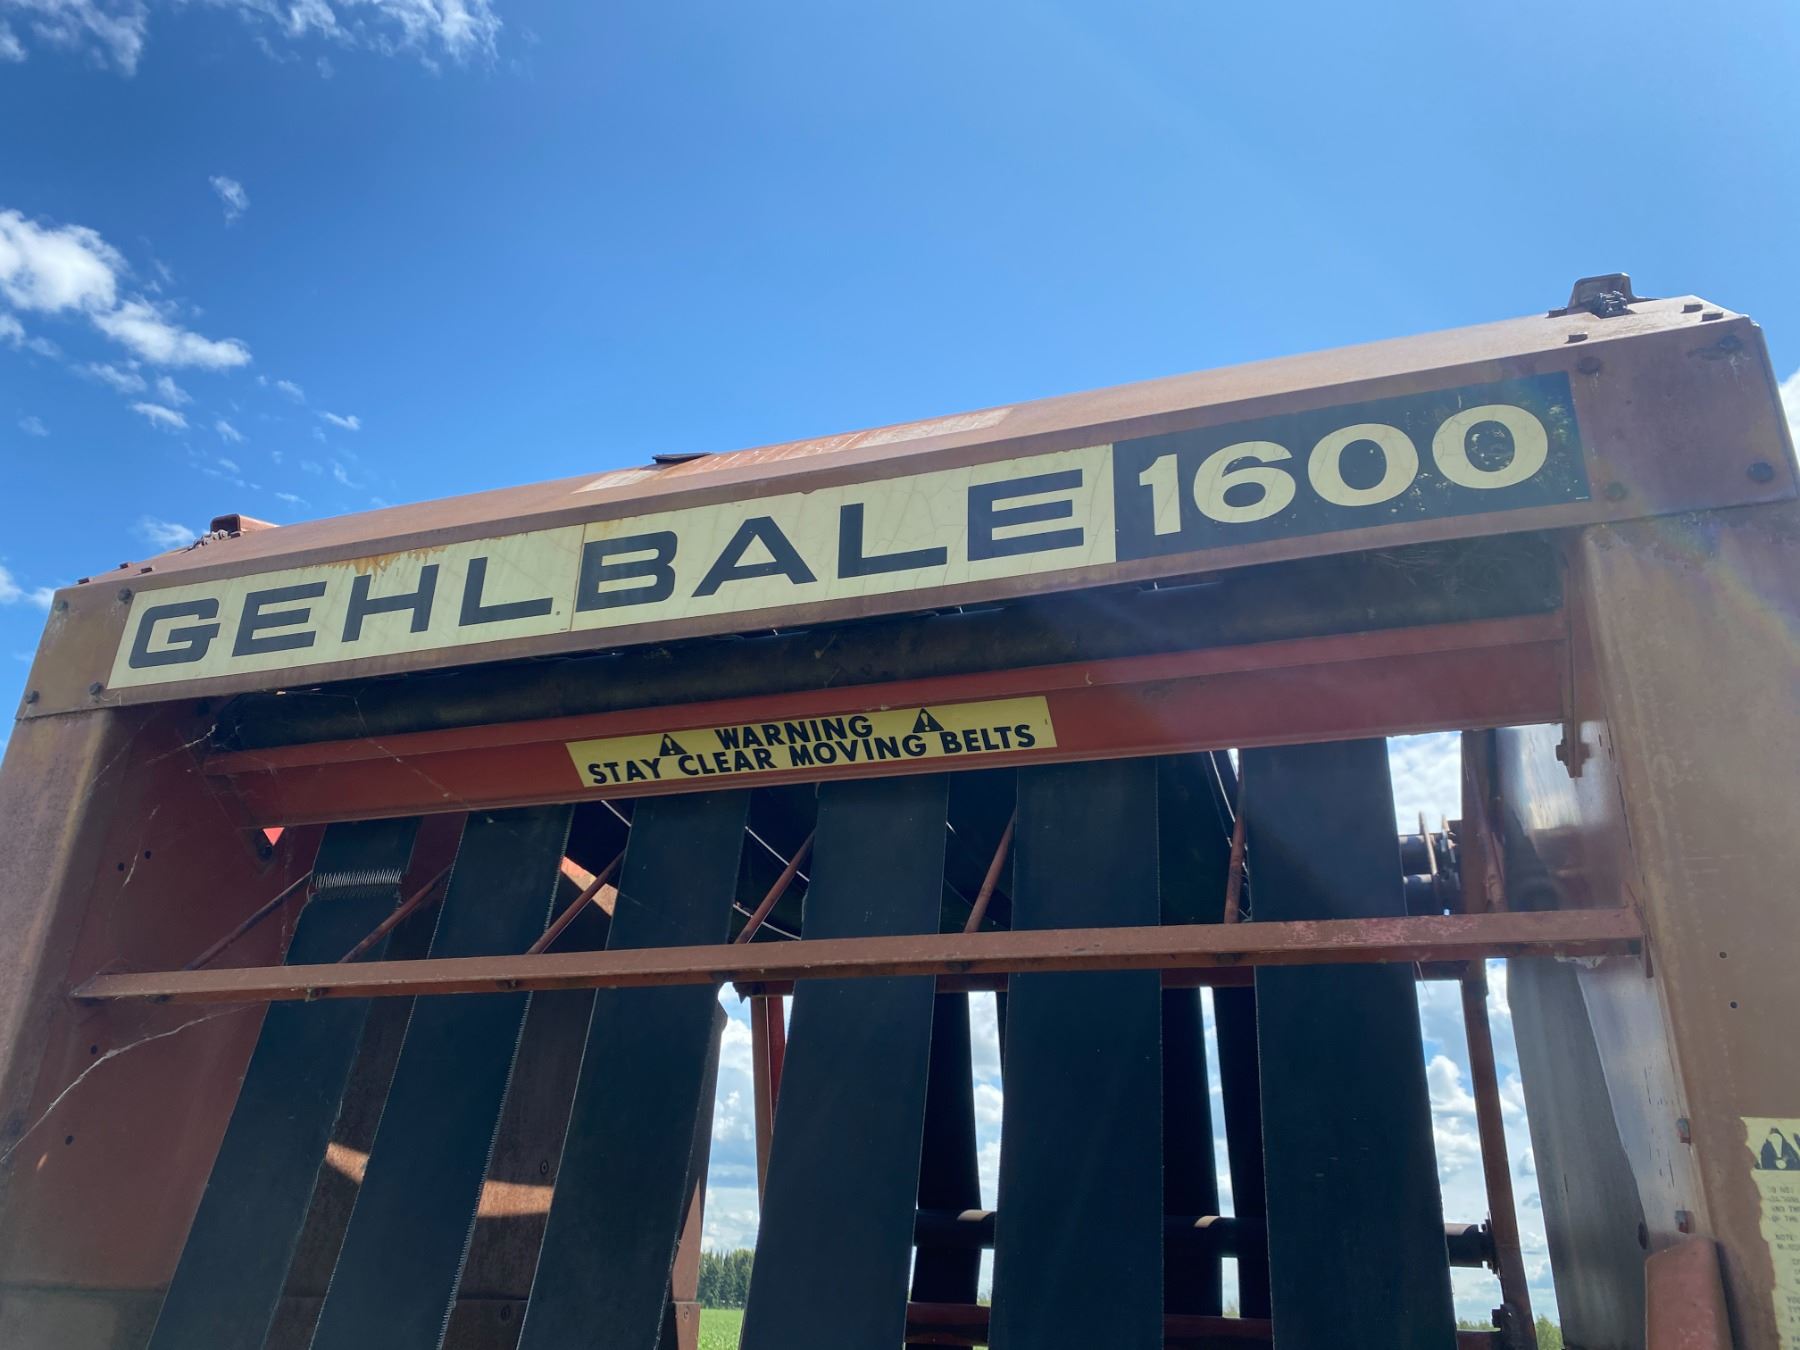 GEHLBALE 1600
WARNING
STAY CLEAR MOVING BELTS